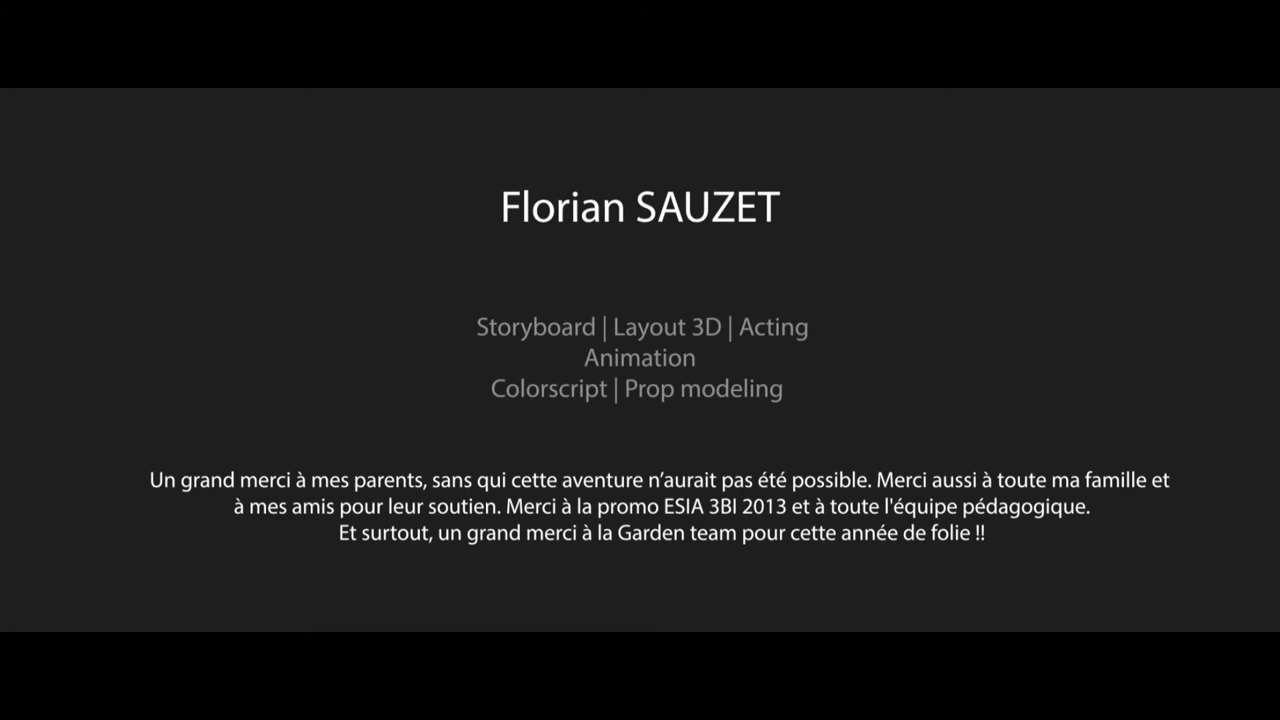 Florian SAUZET
Storyboard | Layout 3D | Acting
Animation
Colorscript | Prop modeling
Un grand merci à mes parents, sans qui cette aventure n’aurait pas été possible. Merci aussi à toute ma famille et
à mes amis pour leur soutien. Merci à la promo ESIA 3BI 2013 et à toute l'équipe pédagogique.
Et surtout, un grand merci à la Garden team pour cette année de folie !!